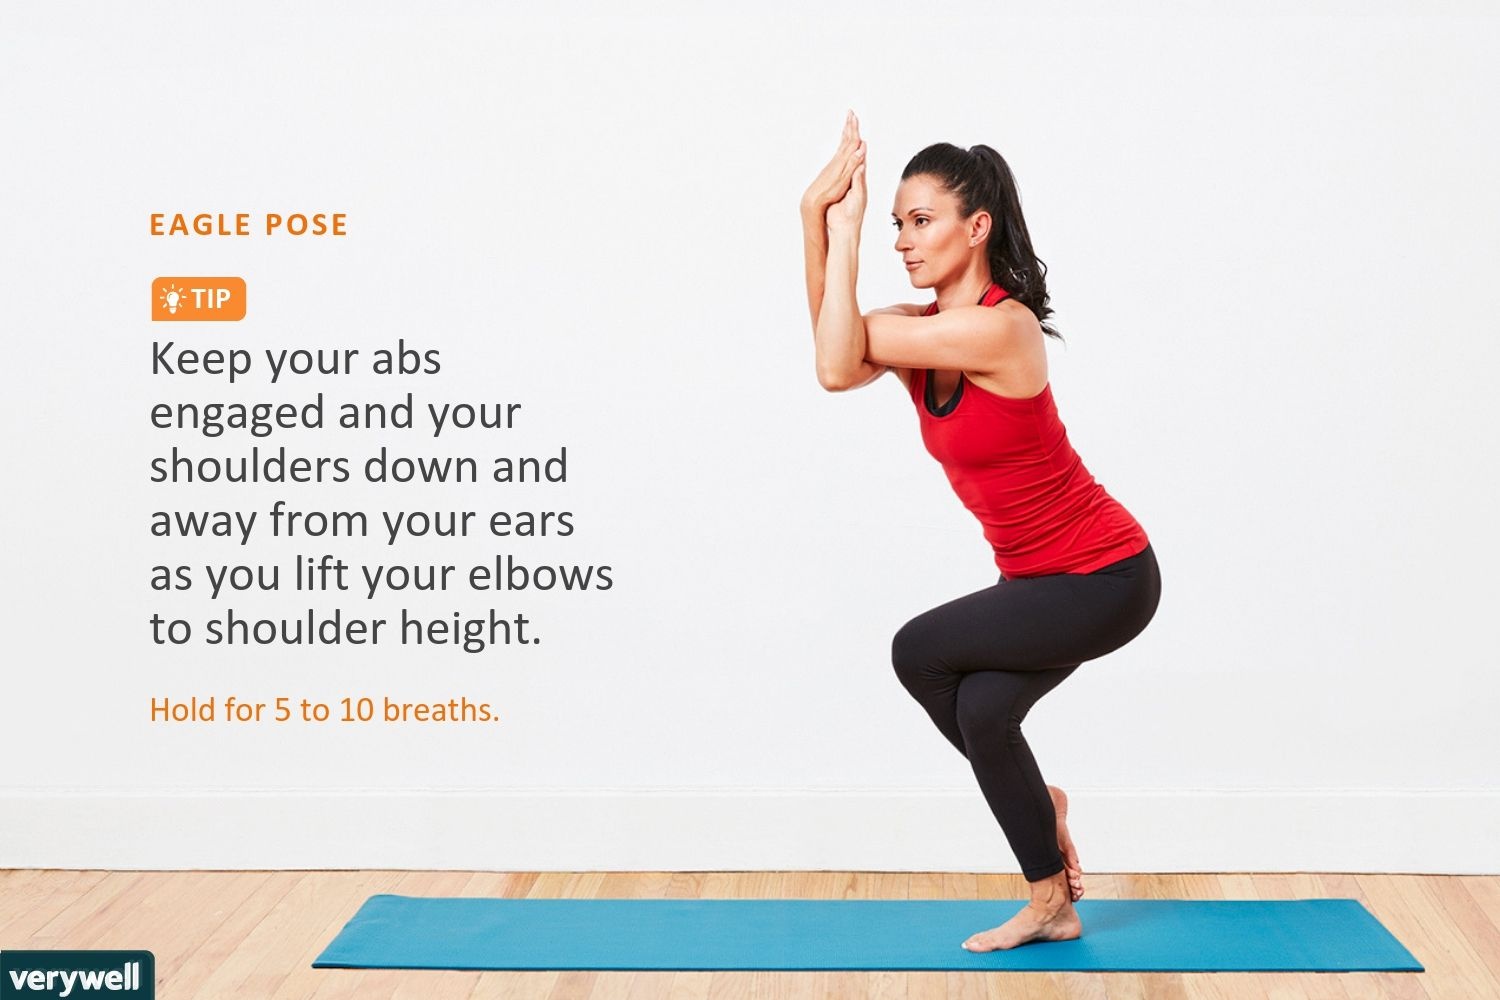 EAGLE POSE
TIP
Keep your abs
engaged and your
shoulders down and
away from your ears
as you lift your elbows
to shoulder height.
Hold for 5 to 10 breaths.
verywell